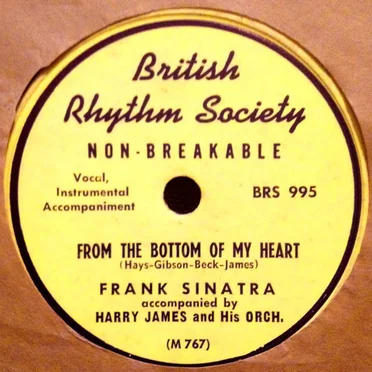 British
Rhythm Society
NON-BREAKABLE
Vocal,
Instrumental
Accompaniment
BRS 995
FROM THE BOTTOM OF MY HEART
(Hays-Gibson-Beck-James)
FRANK SINATRA
accompanied by
HARRY JAMES and His ORCH.
(M 767)